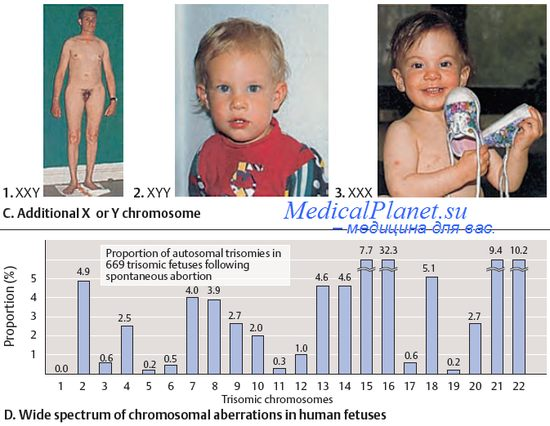 1. XXY
2. XYY
3. XXX
C. Additional X or Y chromosome
MedicalPlanet.su
– медицина для вас.
Proportion of autosomal trisomies in
669 trisomic fetuses following
spontaneous abortion
Proportion (%)
5
4
3
2
1
0.0
4.9
0.6
2.5
0.2
0.5
4.0
3.9
2.7
2.0
0.3
1.0
4.6
4.6
7.7
32.3
0.6
5.1
0.2
2.7
9.4
10.2
1 2 3 4 5 6 7 8 9 10 11 12 13 14 15 16 17 18 19 20 21 22
Trisomic chromosomes
D. Wide spectrum of chromosomal aberrations in human fetuses